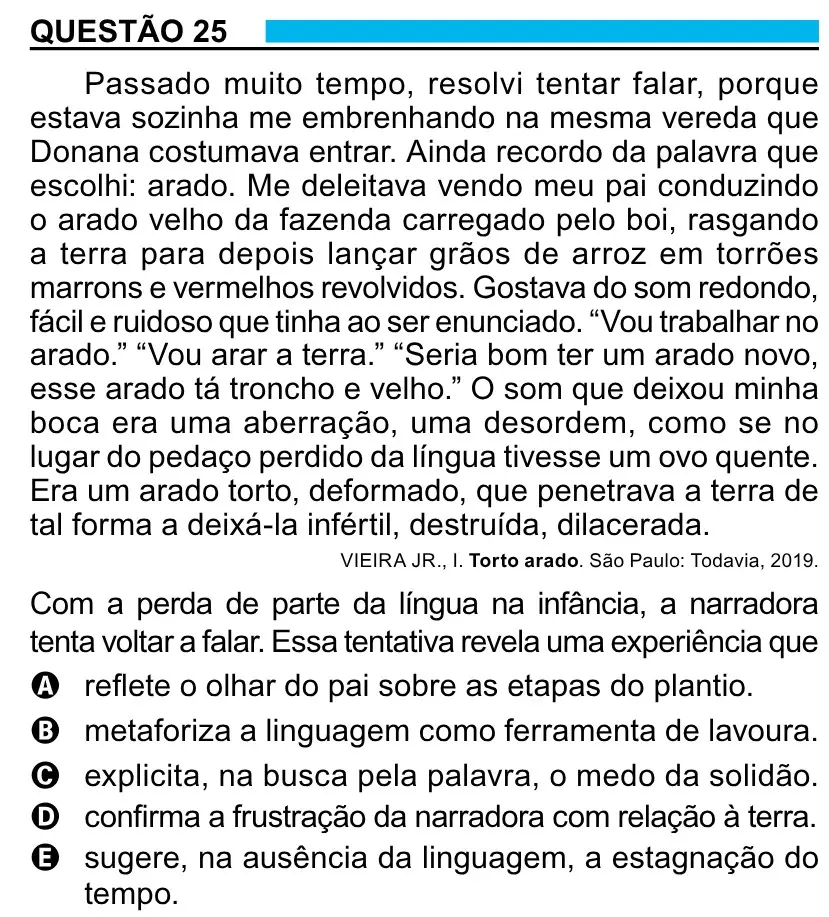 QUESTÃO 25
Passado muito tempo, resolvi tentar falar, porque
estava sozinha me embrenhando na mesma vereda que
Donana costumava entrar. Ainda recordo da palavra que
escolhi: arado. Me deleitava vendo meu pai conduzindo
o arado velho da fazenda carregado pelo boi, rasgando
a terra para depois lançar grãos de arroz em torrões
marrons e vermelhos revolvidos. Gostava do som redondo,
fácil e ruidoso que tinha ao ser enunciado. “Vou trabalhar no
arado.” “Vou arar a terra.” “Seria bom ter um arado novo,
esse arado tá troncho e velho.” O som que deixou minha
boca era uma aberração, uma desordem, como se no
lugar do pedaço perdido da língua tivesse um ovo quente.
Era um arado torto, deformado, que penetrava a terra de
tal forma a deixá-la infértil, destruída, dilacerada.
VIEIRA JR., I. Torto arado. São Paulo: Todavia, 2019.
Com a perda de parte da língua na infância, a narradora
tenta voltar a falar. Essa tentativa revela uma experiência que
A reflete o olhar do pai sobre as etapas do plantio.
B metaforiza a linguagem como ferramenta de lavoura.
C explicita, na busca pela palavra, o medo da solidão.
D confirma a frustração da narradora com relação à terra.
E sugere, na ausência da linguagem, a estagnação do
tempo.